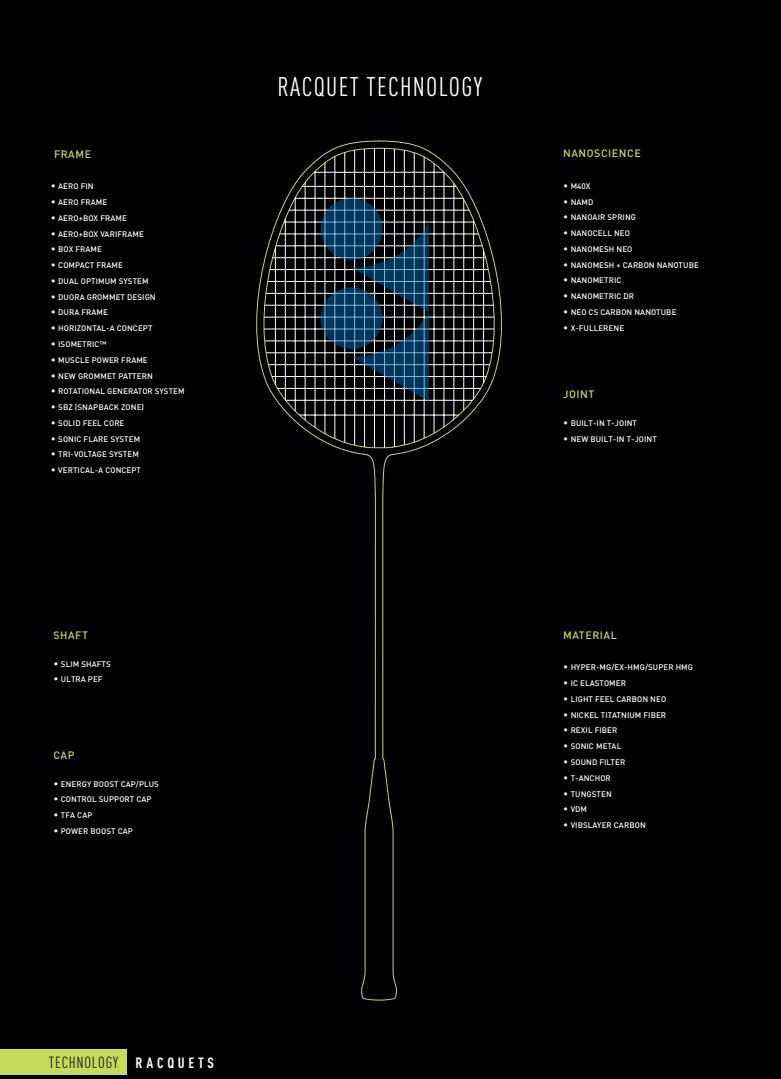 RACQUET TECHNOLOGY
FRAME
• AERO FIN
• AERO FRAME
• AERO+BOX FRAME
• AERO+BOX VARIFRAME
• BOX FRAME
• COMPACT FRAME
• DUAL OPTIMUM SYSTEM
• DUORA GROMMET DESIGN
• DURA FRAME
• HORIZONTAL-A CONCEPT
• ISOMETRIC™
• MUSCLE POWER FRAME
• NEW GROMMET PATTERN
• ROTATIONAL GENERATOR SYSTEM
• SBZ (SNAPBACK ZONE)
• SOLID FEEL CORE
• SONIC FLARE SYSTEM
• TRI-VOLTAGE SYSTEM
• VERTICAL-A CONCEPT
NANOSCIENCE
• M40X
• NAMD
• NANOAIR SPRING
• NANOCELL NEO
• NANOMESH NEO
• NANOMESH + CARBON NANOTUBE
• NANOMETRIC
• NANOMETRIC DR
• NEO CS CARBON NANOTUBE
• X-FULLERENE
JOINT
• BUILT-IN T-JOINT
• NEW BUILT-IN T-JOINT
SHAFT
• SLIM SHAFTS
• ULTRA PEF
CAP
• ENERGY BOOST CAP/PLUS
• CONTROL SUPPORT CAP
• TFA CAP
• POWER BOOST CAP
MATERIAL
• HYPER-MG/EX-HMG/SUPER HMG
• IC ELASTOMER
• LIGHT FEEL CARBON NEO
• NICKEL TITATNIUM FIBER
• REXIL FIBER
• SONIC METAL
• SOUND FILTER
• T-ANCHOR
• TUNGSTEN
• VDM
• VIBSLAYER CARBON
TECHNOLOGY RACQUETS